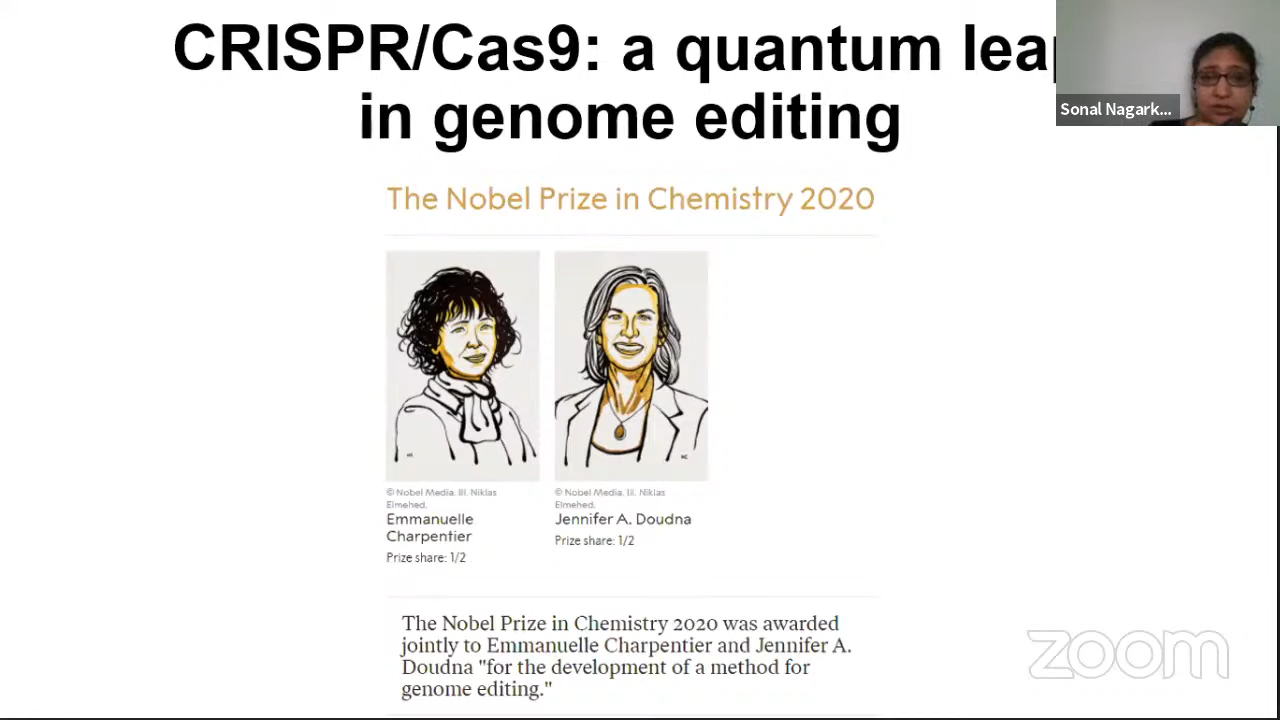 CRISPR/Cas9: a quantum lea
in genome editing
Sonal Nagark...
The Nobel Prize in Chemistry 2020
© Nobel Media. Ill. Niklas
Elmehed.
Emmanuelle
Charpentier
Prize share: 1/2
© Nobel Media. Ill. Niklas
Elmehed.
Jennifer A. Doudna
Prize share: 1/2
The Nobel Prize in Chemistry 2020 was awarded
jointly to Emmanuelle Charpentier and Jennifer A.
Doudna "for the development of a method for
genome editing."
zoom